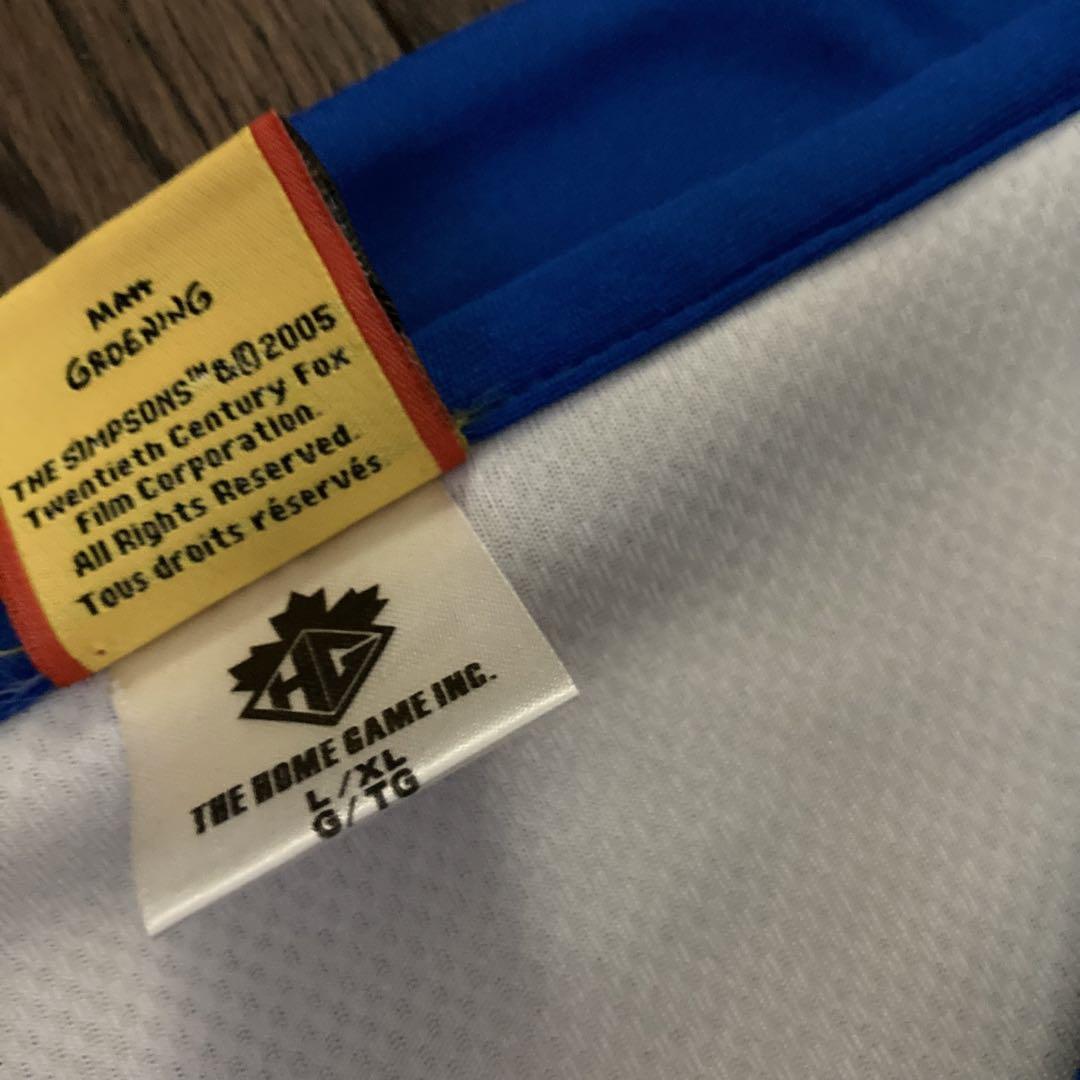 MATT
GROENING
THE SIMPSONS™ & © 2005
Twentieth Century Fox
Film Corporation.
All Rights Reserved.
Tous droits réservés.
HG
THE HOME GAME INC.
L/XL
G/TG